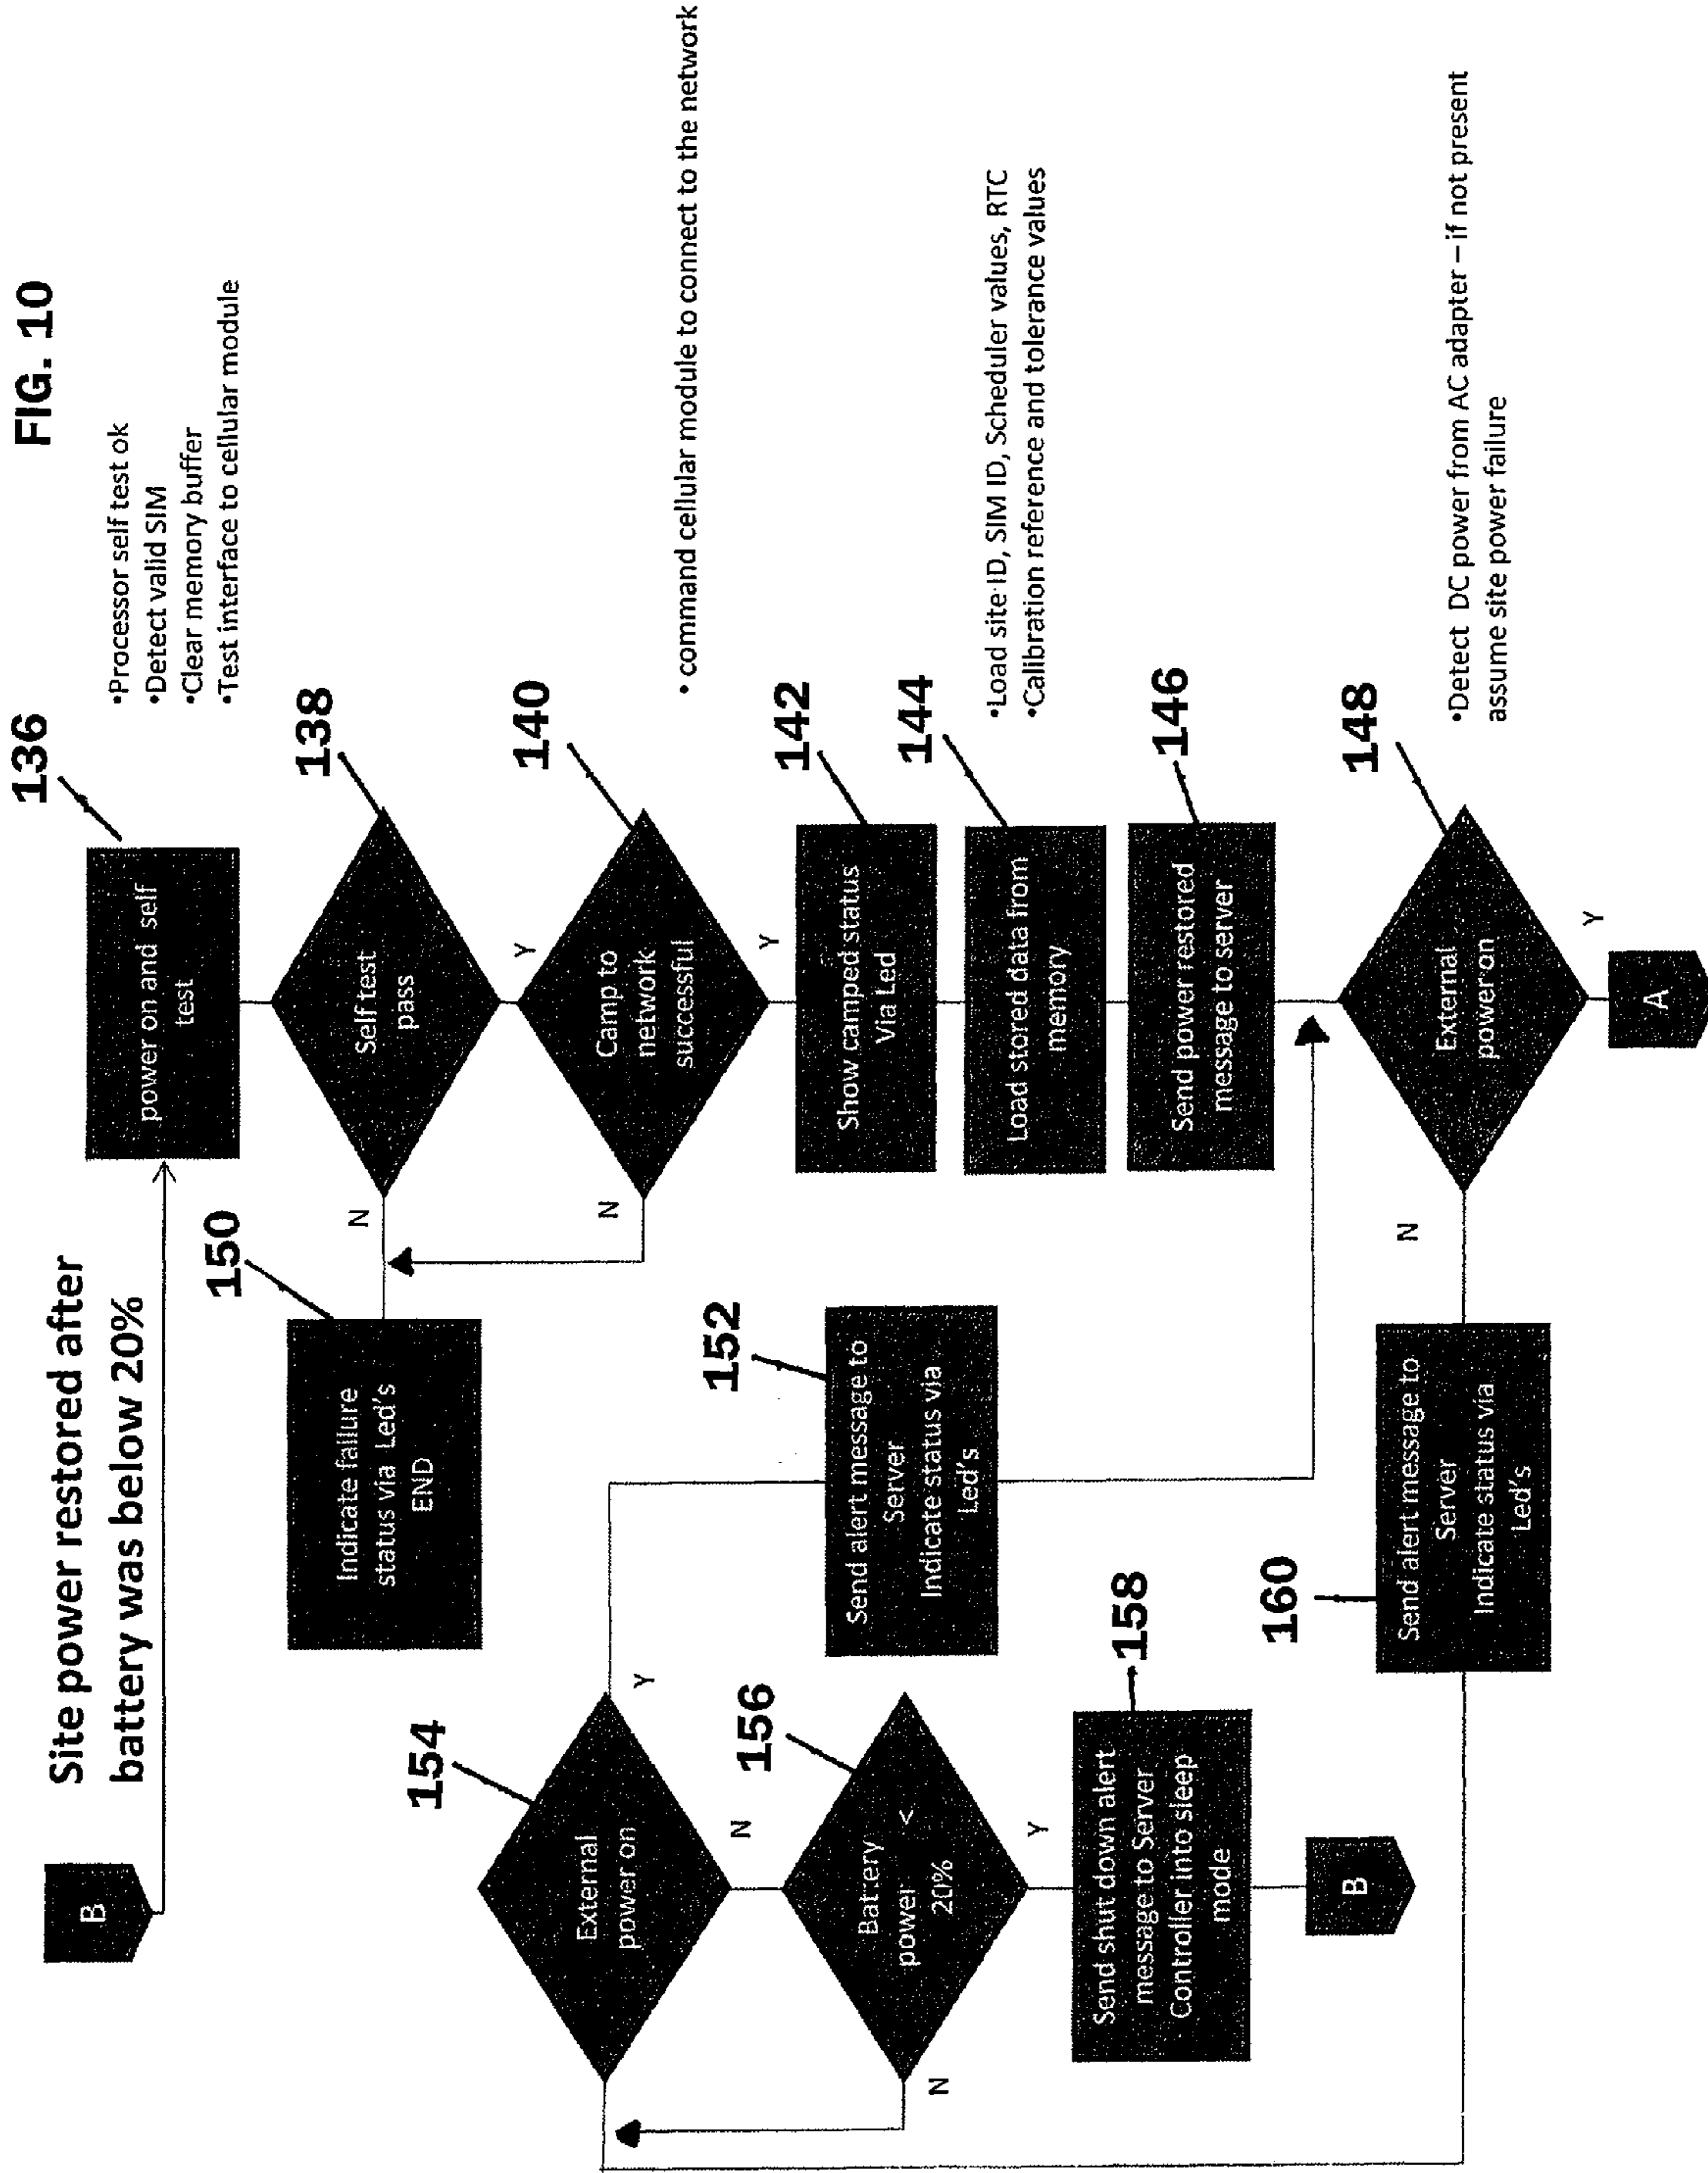 FIG. 10
Site power restored after
battery was below 20%
B
136
power on and self
test
•Processor self test ok
•Detect valid SIM
•Clear memory buffer
•Test interface to cellular module
138
Self test
pass
N
Y
150
Indicate failure
status via Led's
END
140
Camp to
network
successful
N
Y
• command cellular module to connect to the network
142
Show camped status
Via Led
144
Load stored data from
memory
•Load site ID, SIM ID, Scheduler values, RTC
•Calibration reference and tolerance values
146
Send power restored
message to server
148
External
power on
N
Y
•Detect DC power from AC adapter – if not present
assume site power failure
A
152
Send alert message to
Server
Indicate status via
Led's
154
External
power on
Y
N
156
Battery
power <
20%
N
Y
158
Send shut down alert
message to Server
Controller into sleep
mode
B
160
Send alert message to
Server
Indicate status via
Led's